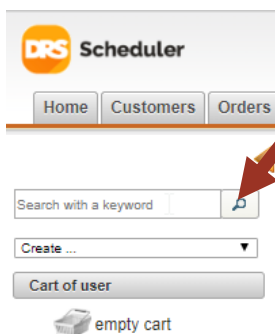 DRS Scheduler
Home Customers Orders
Search with a keyword
Create ...
Cart of user
empty cart